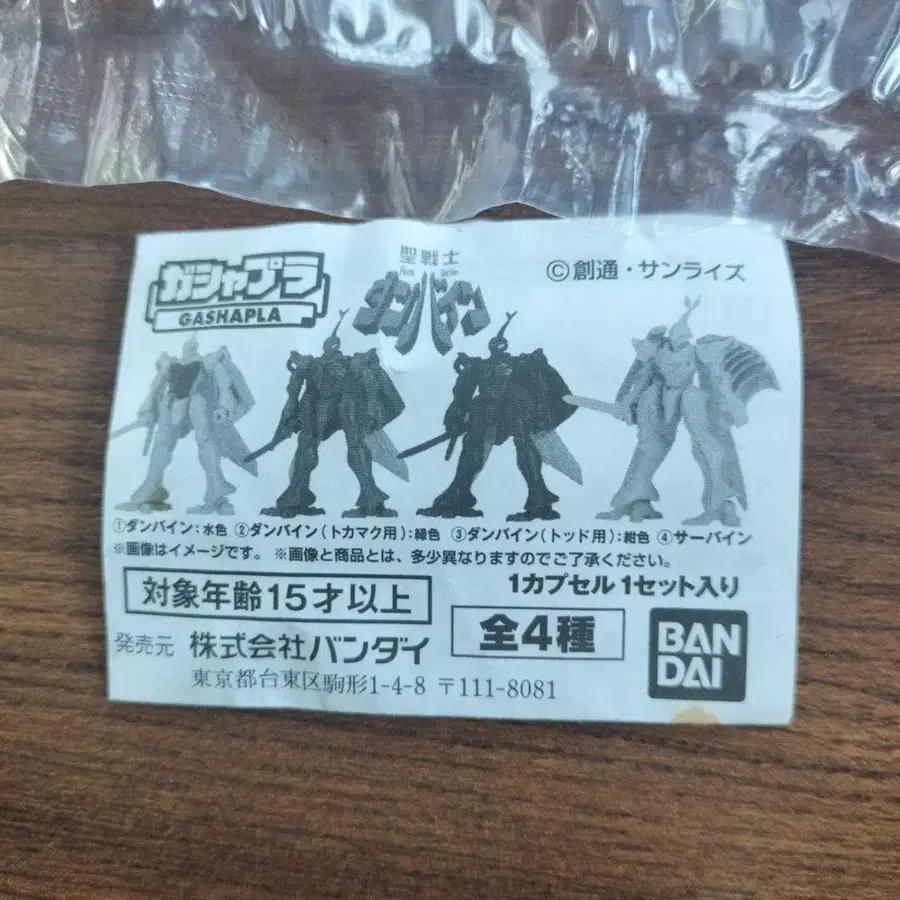 ガシャプラ
GASHAPLA
聖戦士
ダンバイン
©創通・サンライズ
①ダンバイン:水色 ②ダンバイン(トカマク用):緑色 ③ダンバイン(トッド用):紺色 ④サーバイン
※画像はイメージです。 ※画像と商品とは、多少異なりますのでご了承ください。
対象年齢15才以上
1カプセル 1セット入り
全4種
発売元 株式会社バンダイ
東京都台東区駒形1-4-8 〒111-8081
BAN
DAI